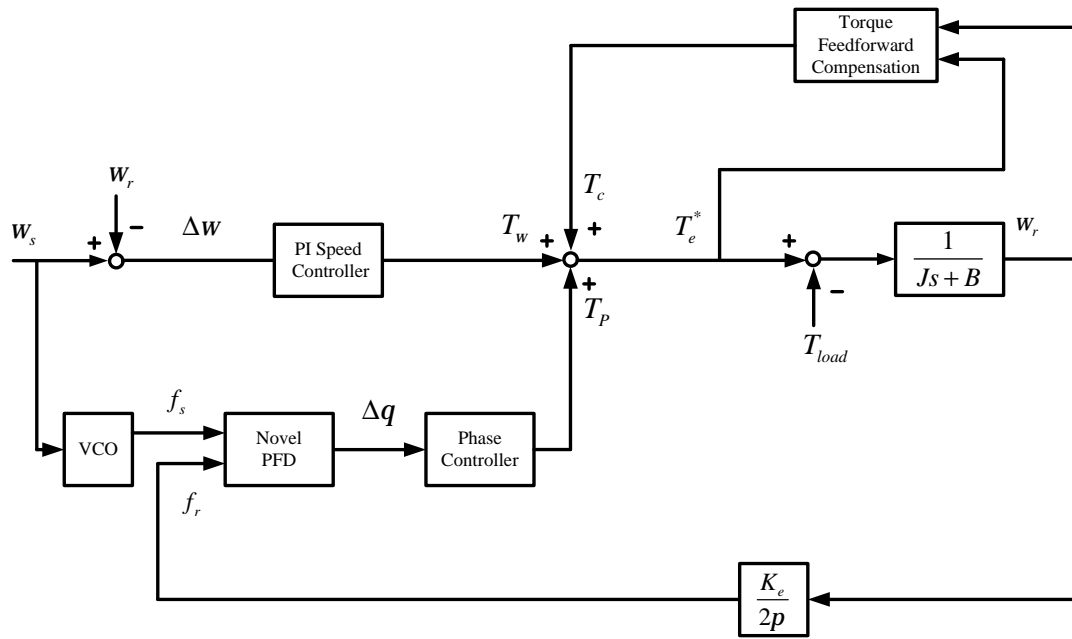 Torque
Feedforward
Compensation
w_r
T_c
w_s
+
-
Δw
PI Speed
Controller
T_w
+
+
+
T_P
T_e^*
+
-
T_load
1
Js + B
w_r
VCO
f_s
f_r
Novel
PFD
Δq
Phase
Controller
K_e
2p